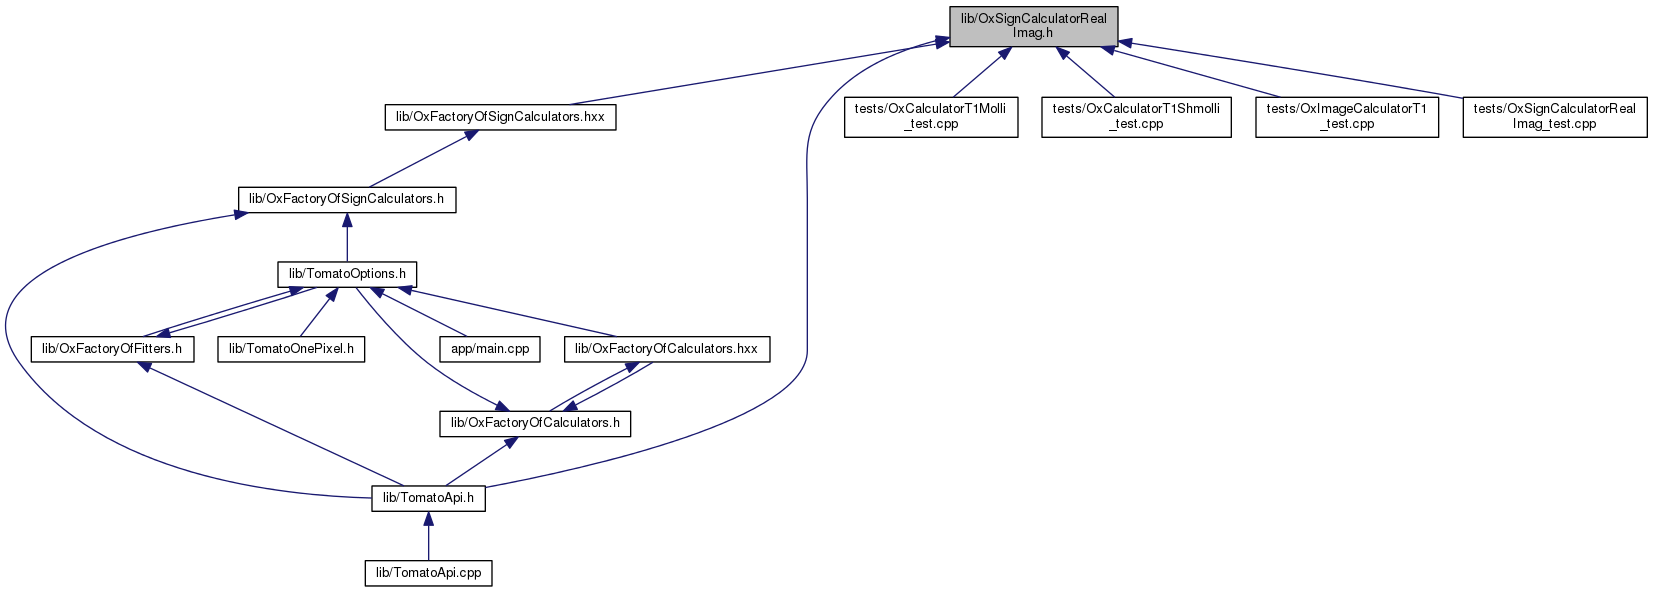 lib/OxSignCalculatorReal
Imag.h
lib/OxFactoryOfSignCalculators.hxx
tests/OxCalculatorT1Molli
_test.cpp
tests/OxCalculatorT1Shmolli
_test.cpp
tests/OxImageCalculatorT1
_test.cpp
tests/OxSignCalculatorReal
Imag_test.cpp
lib/OxFactoryOfSignCalculators.h
lib/TomatoOptions.h
lib/OxFactoryOfFitters.h
lib/TomatoOnePixel.h
app/main.cpp
lib/OxFactoryOfCalculators.hxx
lib/OxFactoryOfCalculators.h
lib/TomatoApi.h
lib/TomatoApi.cpp